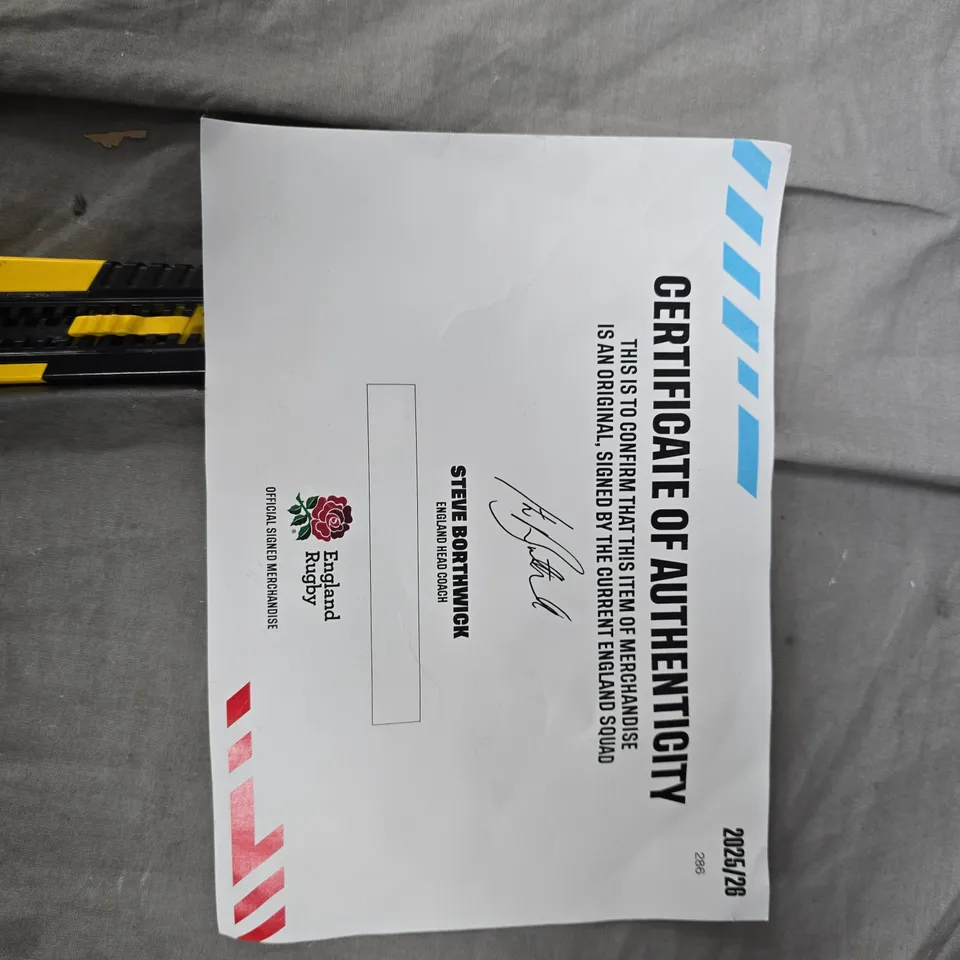 2025/26
286
CERTIFICATE OF AUTHENTICITY
THIS IS TO CONFIRM THAT THIS ITEM OF MERCHANDISE
IS AN ORIGINAL, SIGNED BY THE CURRENT ENGLAND SQUAD
STEVE BORTHWICK
ENGLAND HEAD COACH
England
Rugby
OFFICIAL SIGNED MERCHANDISE